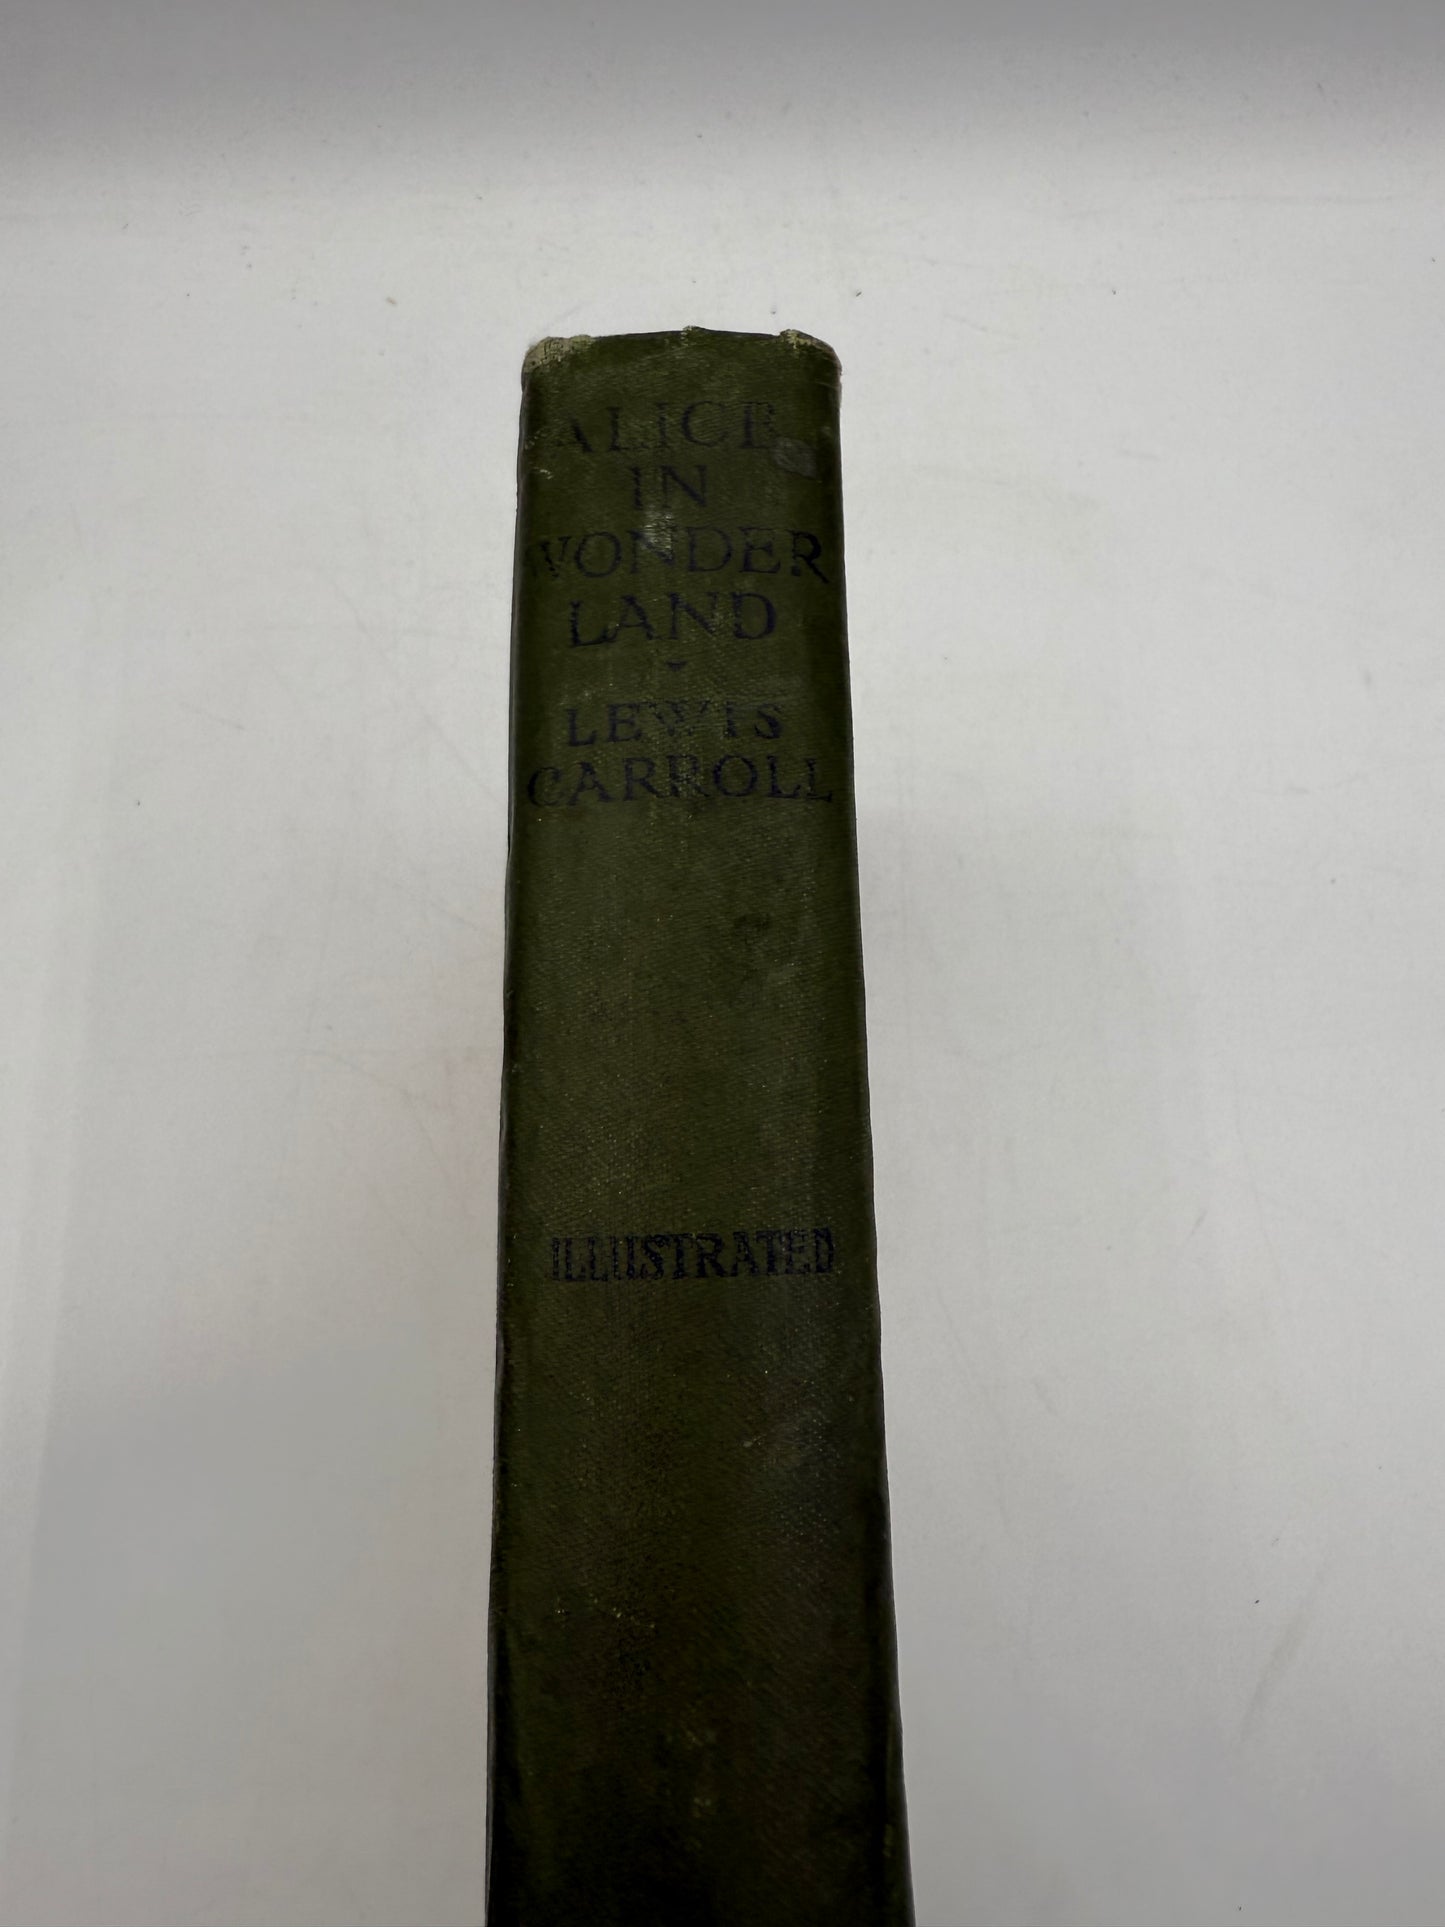 ALICE
IN
WONDER
LAND
LEWIS
CARROLL
ILLUSTRATED